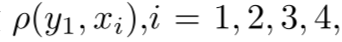 ρ(y₁, xᵢ),i = 1, 2, 3, 4,